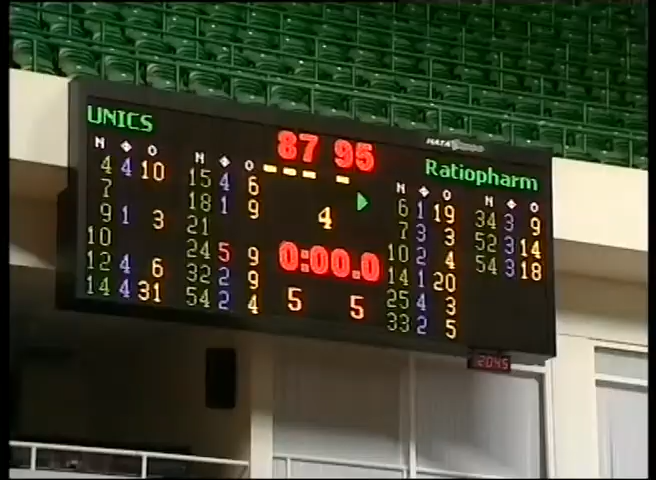 UNICS 87 95 Ratiopharm
N ◆ O N ◆ O N ◆ O N ◆ O
4 4 10 15 4 6 6 1 19 34 3 9
7 18 1 9 7 3 3 52 3 14
9 1 3 21 4 10 2 4 54 3 18
10 24 5 9 0:00.0 14 1 20
12 4 6 32 2 9 25 4 3
14 4 31 54 2 4 5 5 33 2 5
20:45